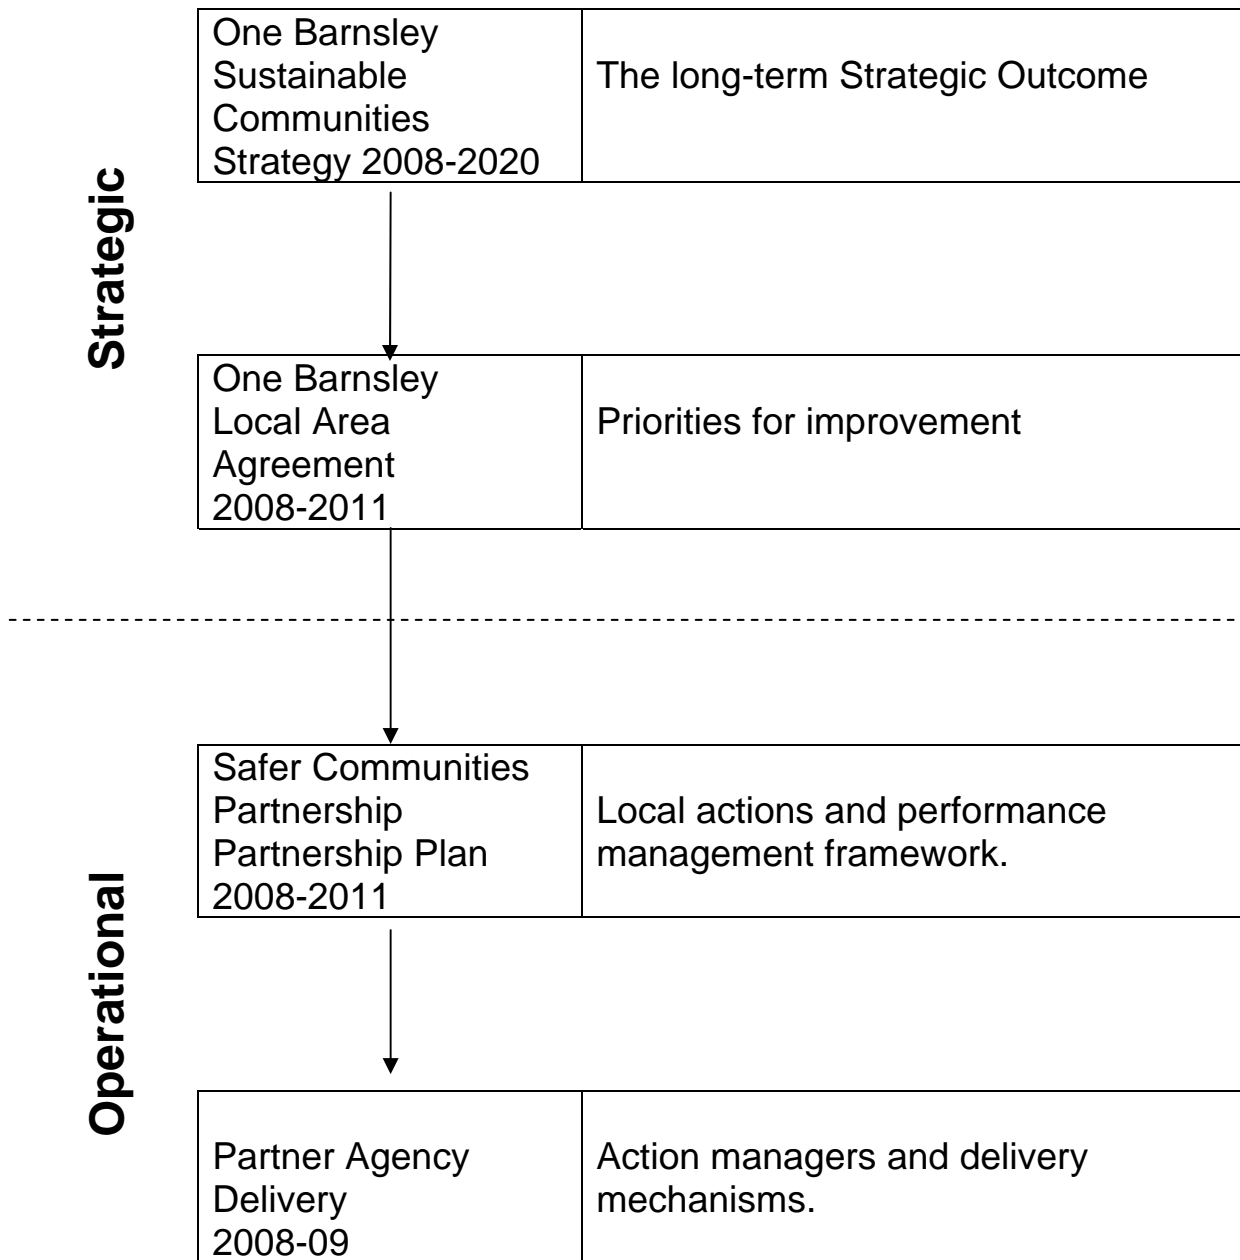 Strategic
One Barnsley
Sustainable
Communities
Strategy 2008-2020
The long-term Strategic Outcome
One Barnsley
Local Area
Agreement
2008-2011
Priorities for improvement
Operational
Safer Communities
Partnership
Partnership Plan
2008-2011
Local actions and performance
management framework.
Partner Agency
Delivery
2008-09
Action managers and delivery
mechanisms.